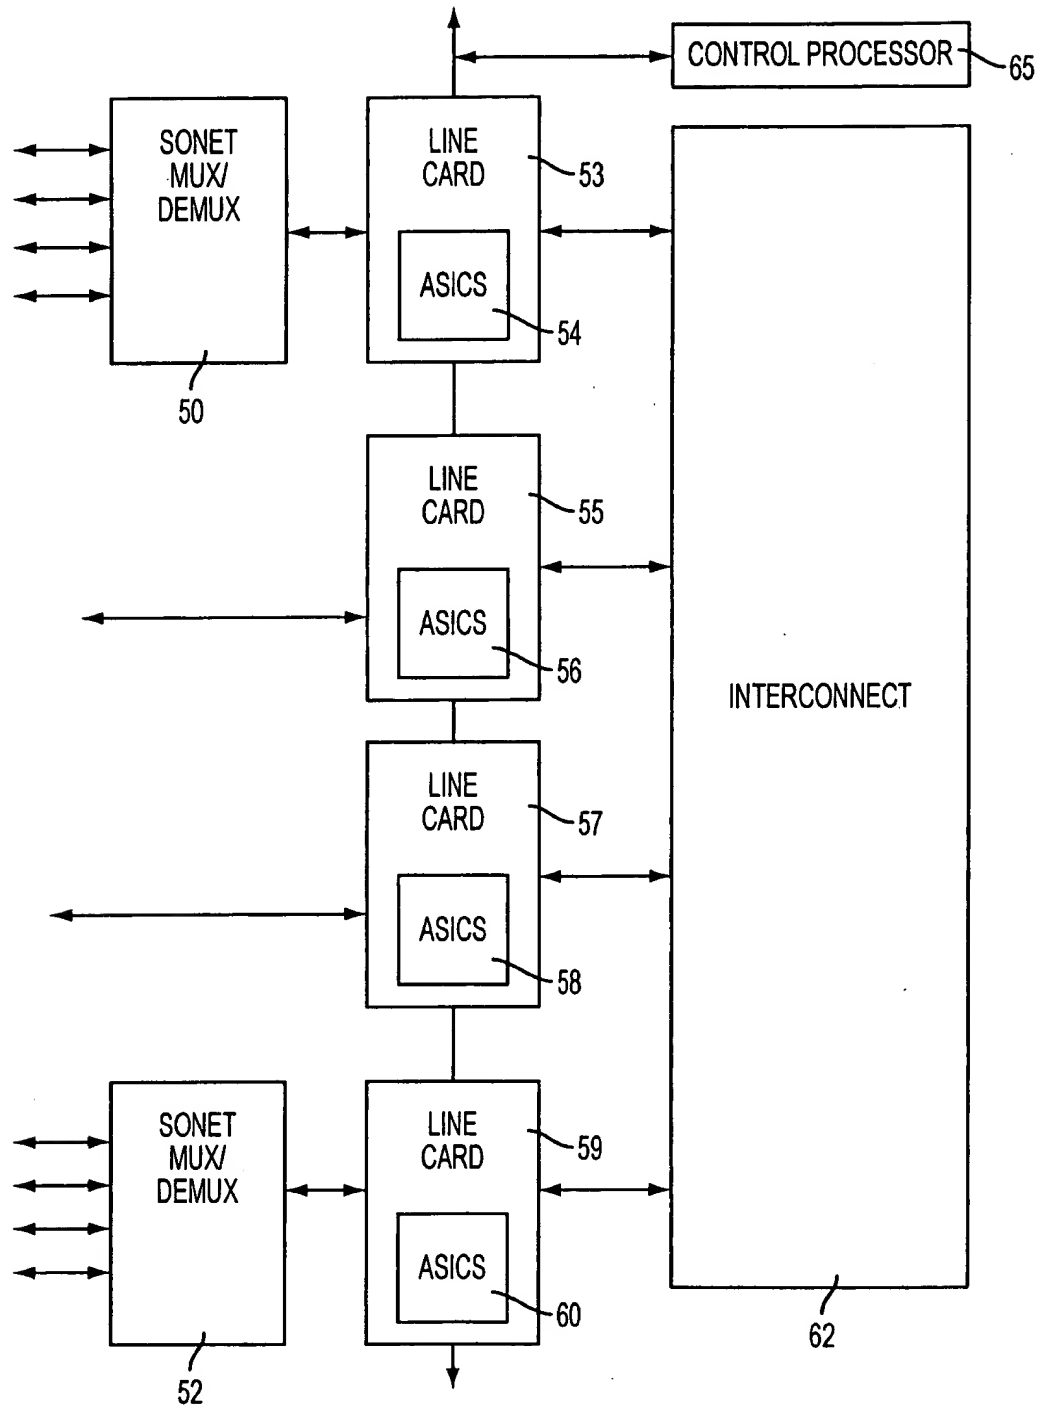 CONTROL PROCESSOR
65
SONET
MUX/
DEMUX
50
LINE
CARD
53
ASICS
54
LINE
CARD
55
ASICS
56
INTERCONNECT
LINE
CARD
57
ASICS
58
SONET
MUX/
DEMUX
52
LINE
CARD
59
ASICS
60
62